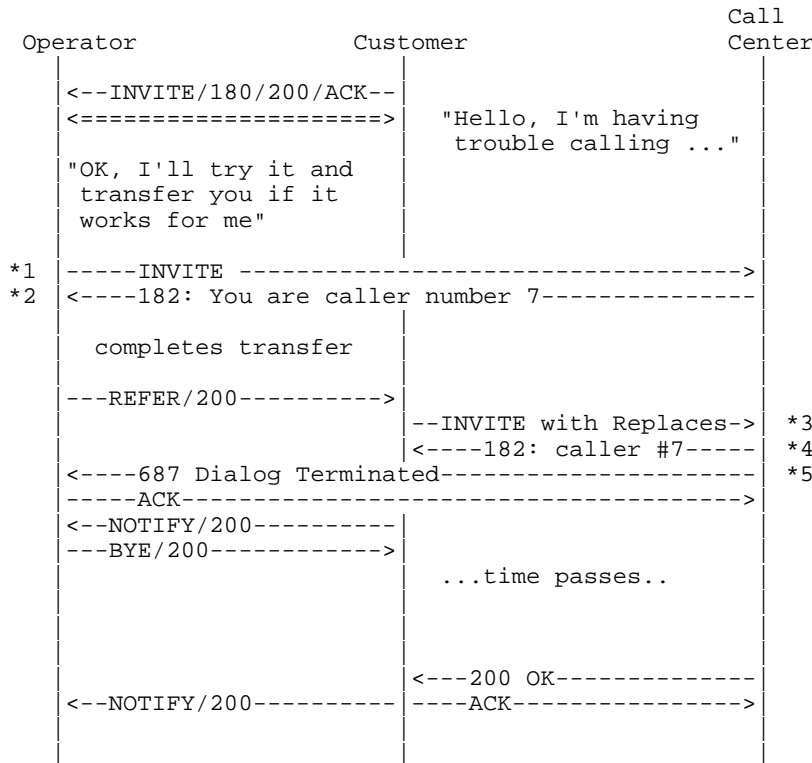 Call
 Operator               Customer                  Center
    |                       |                        |
    |<--INVITE/180/200/ACK--|                        |
    |<=====================>|  "Hello, I'm having    |
    |                       |   trouble calling ..." |
    |"OK, I'll try it and   |                        |
    | transfer you if it    |                        |
    | works for me"         |                        |
    |                       |                        |
*1  |-----INVITE ----------------------------------->|
*2  |<----182: You are caller number 7---------------|
    |                       |                        |
    |  completes transfer   |                        |
    |                       |                        |
    |---REFER/200---------->|                        |
    |                       |--INVITE with Replaces->| *3
    |                       |<----182: caller #7-----| *4
    |<----687 Dialog Terminated----------------------| *5
    |-----ACK--------------------------------------->|
    |<--NOTIFY/200----------|                        |
    |---BYE/200------------>|                        |
    |                       |  ...time passes..      |
    |                       |                        |
    |                       |                        |
    |                       |                        |
    |                       |<---200 OK--------------|
    |<--NOTIFY/200----------|----ACK---------------->|
    |                       |                        |
    |                       |                        |